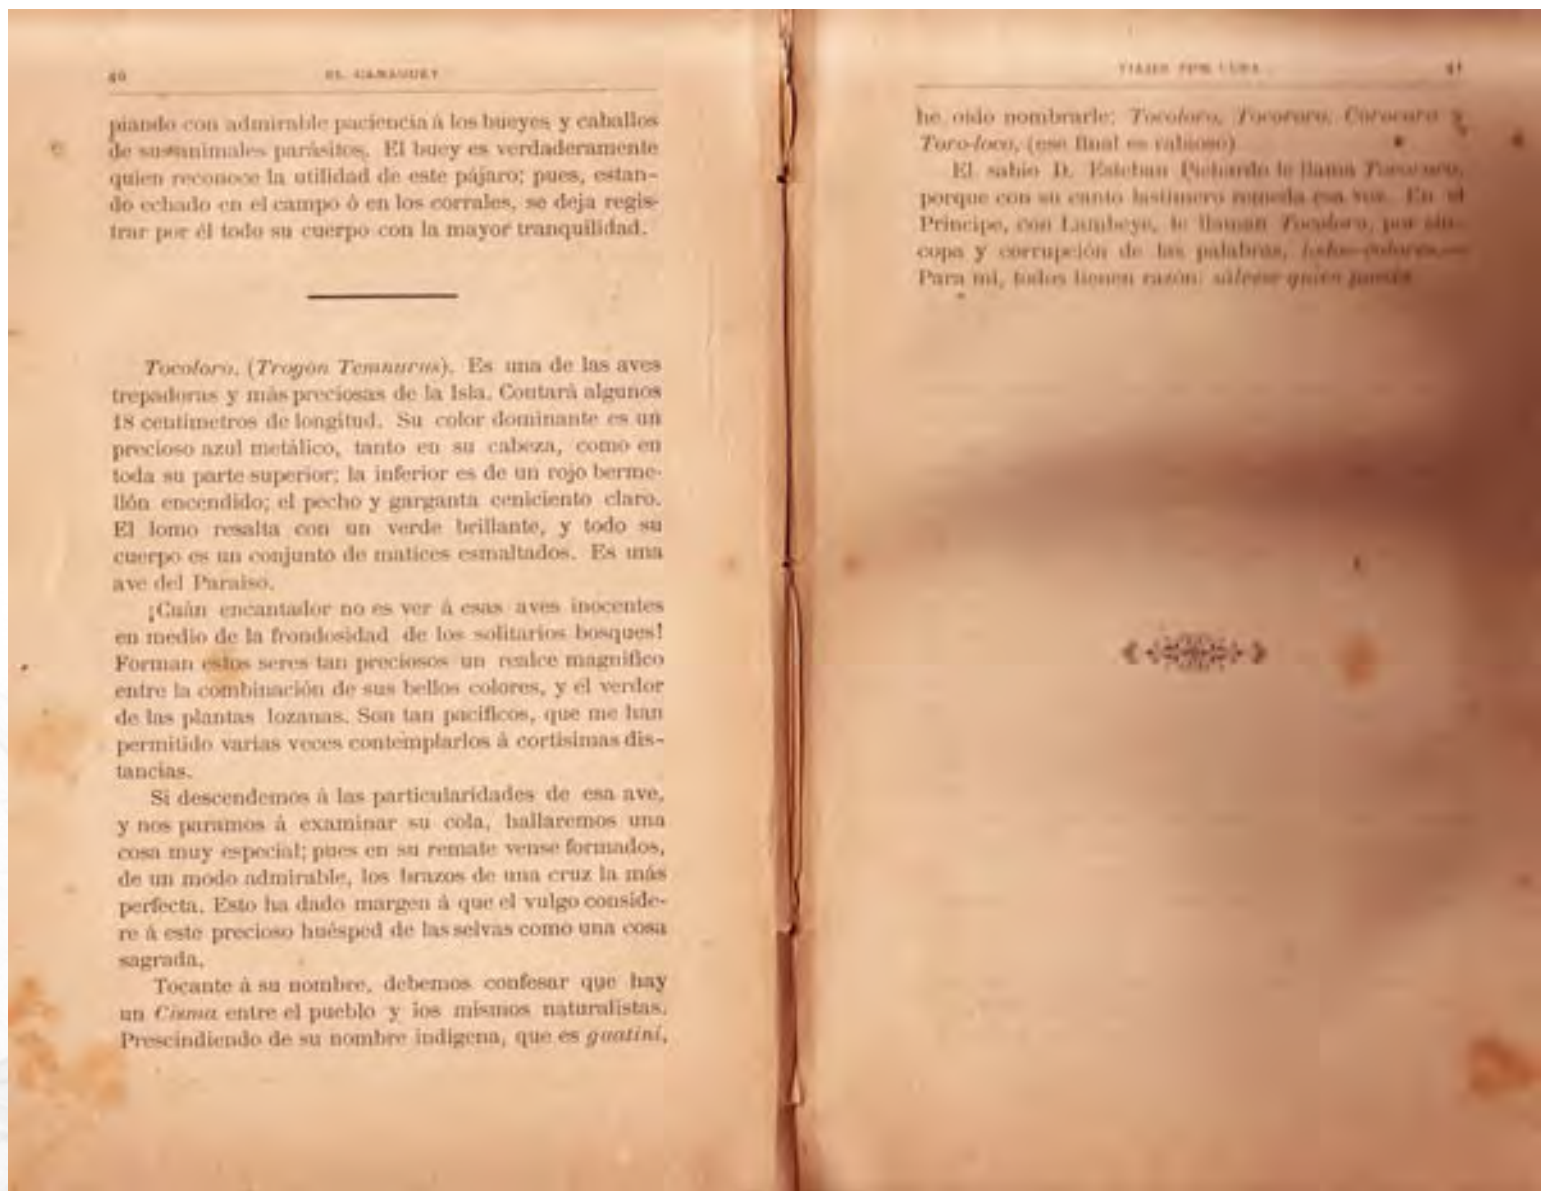 40
EL CAMAGUEY
piando con admirable paciencia á los bueyes y caballos
de sus animales parásitos. El buey es verdaderamente
quien reconoce la utilidad de este pájaro; pues, estan-
do echado en el campo ó en los corrales, se deja regis-
trar por él todo su cuerpo con la mayor tranquilidad.
Tocoloro. (Trogon Temnurus). Es una de las aves
trepadoras y más preciosas de la Isla. Contará algunos
18 centímetros de longitud. Su color dominante es un
precioso azul metálico, tanto en su cabeza, como en
toda su parte superior; la inferior es de un rojo berme-
llón encendido; el pecho y garganta ceniciento claro.
El lomo resalta con un verde brillante, y todo su
cuerpo es un conjunto de matices esmaltados. Es una
ave del Paraiso.
¡Cuán encantador no es ver á esas aves inocentes
en medio de la frondosidad de los solitarios bosques!
Forman estos seres tan preciosos un realce magnífico
entre la combinación de sus bellos colores, y el verdor
de las plantas lozanas. Son tan pacíficos, que me han
permitido varias veces contemplarlos á cortísimas dis-
tancias.
Si descendemos á las particularidades de esa ave,
y nos paramos á examinar su cola, hallaremos una
cosa muy especial; pues en su remate vense formados,
de un modo admirable, los brazos de una cruz la más
perfecta. Esto ha dado margen á que el vulgo conside-
re á este precioso huésped de las selvas como una cosa
sagrada.
Tocante á su nombre, debemos confesar que hay
un Cisma entre el pueblo y los mismos naturalistas.
Prescindiendo de su nombre indígena, que es guatiní,
VIAJES POR CUBA
41
he oido nombrarle: Tocoloro, Tocororo, Corocoro y
Toro-loco, (ese final es valioso)
El sabio D. Esteban Pichardo le llama Tocororo,
porque con su canto lastimero remeda esa voz. En el
Príncipe, con Lambeye, le llaman Tocoloro, por sín-
copa y corrupción de las palabras, todos-colores.—
Para mí, todos tienen razón: sálvese quien pueda